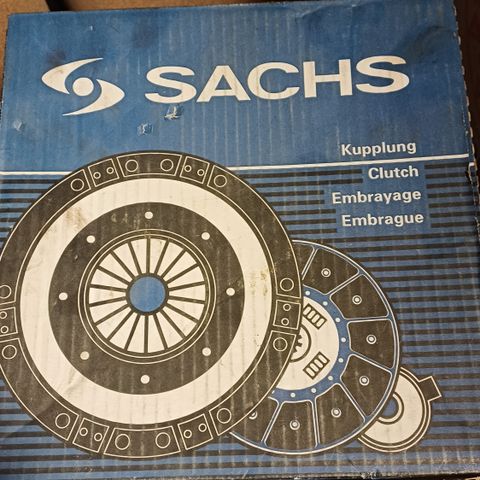 SACHS
Kupplung
Clutch
Embrayage
Embrague